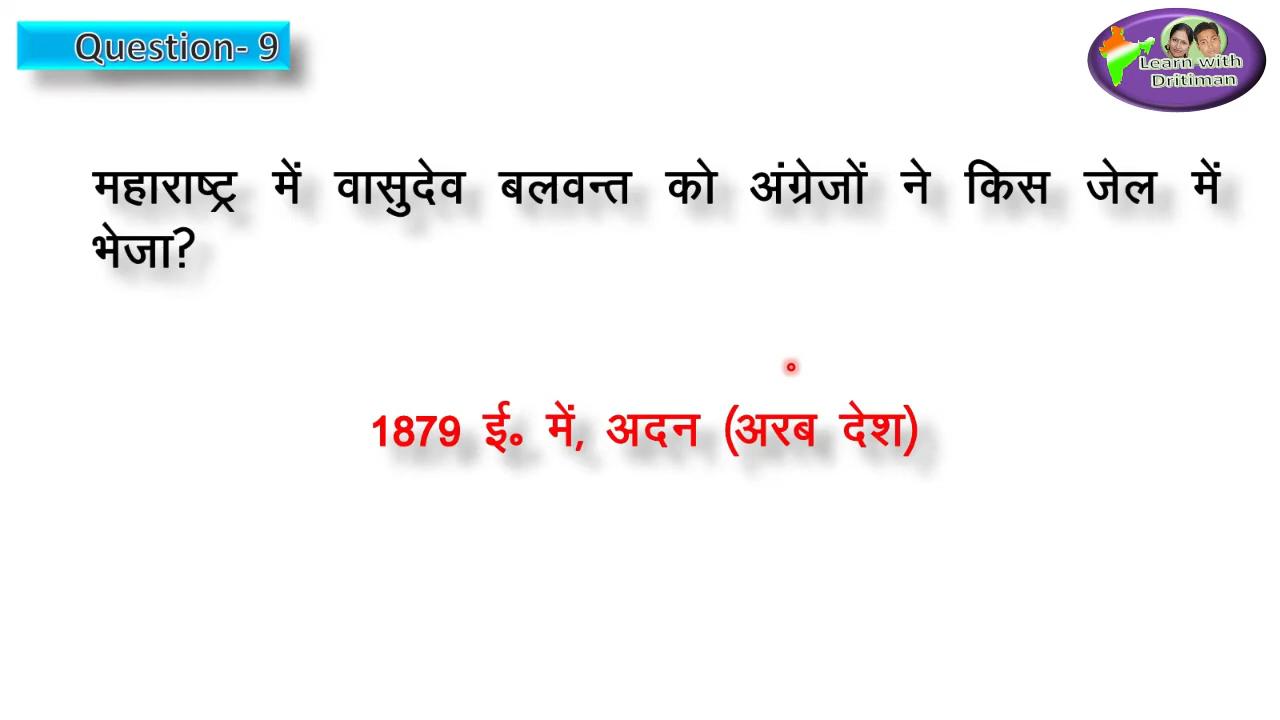 Question- 9
Learn with
Dritiman
महाराष्ट्र में वासुदेव बलवन्त को अंग्रेजों ने किस जेल में
भेजा?
1879 ई॰ में, अदन (अरब देश)